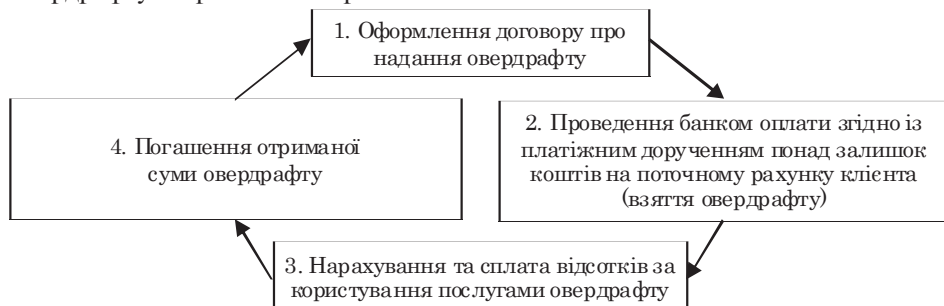 1. Оформлення договору про
надання овердрафту
2. Проведення банком оплати згідно із
платіжним дорученням понад залишок
коштів на поточному рахунку клієнта
(взяття овердрафту)
3. Нарахування та сплата відсотків за
користування послугами овердрафту
4. Погашення отриманої
суми овердрафту